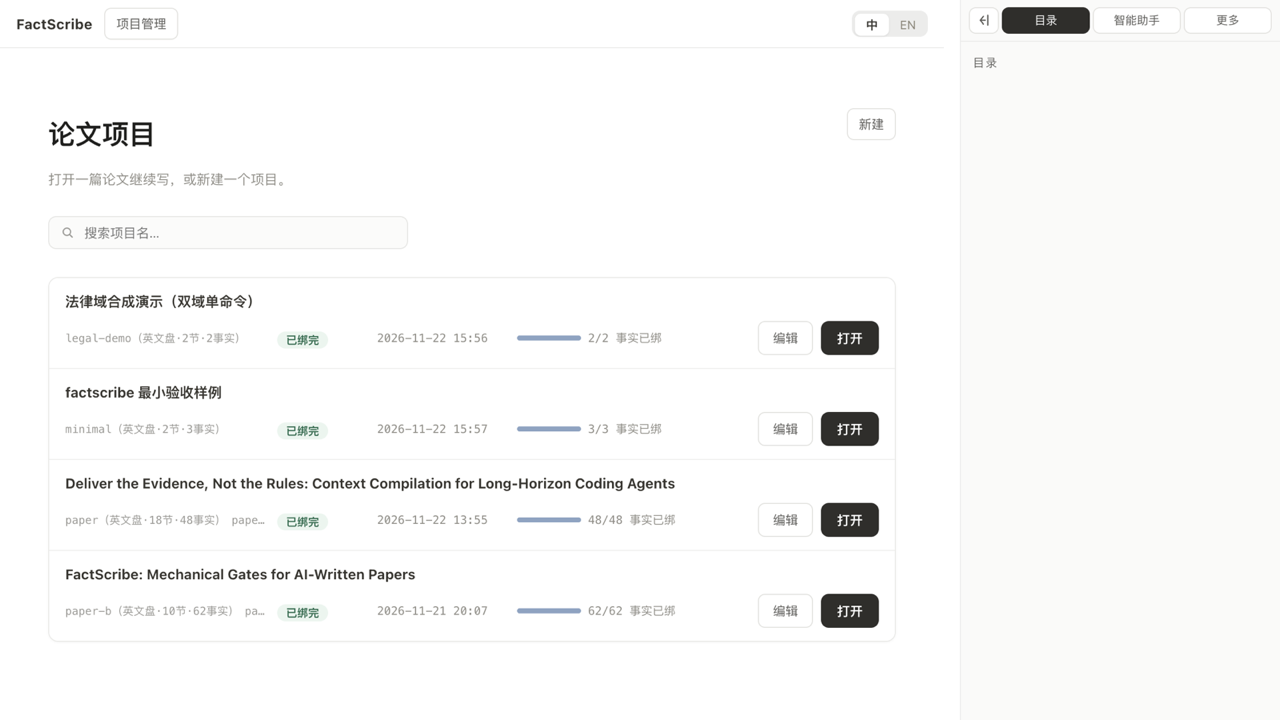 FactScribe 项目管理 中 EN
目录 智能助手 更多
目录
论文项目 新建
打开一篇论文继续写，或新建一个项目。
搜索项目名...
法律域合成演示（双域单命令）
legal-demo（英文盘·2节·2事实） 已绑完 2026-11-22 15:56 2/2 事实已绑 编辑 打开
factscribe 最小验收样例
minimal（英文盘·2节·3事实） 已绑完 2026-11-22 15:57 3/3 事实已绑 编辑 打开
Deliver the Evidence, Not the Rules: Context Compilation for Long-Horizon Coding Agents
paper（英文盘·18节·48事实） pape… 已绑完 2026-11-22 13:55 48/48 事实已绑 编辑 打开
FactScribe: Mechanical Gates for AI-Written Papers
paper-b（英文盘·10节·62事实） pa… 已绑完 2026-11-21 20:07 62/62 事实已绑 编辑 打开